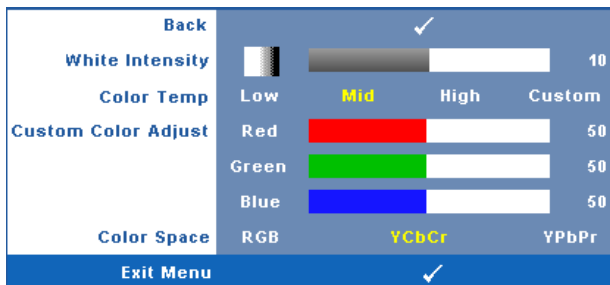 Back
White Intensity 10
Color Temp Low Mid High Custom
Custom Color Adjust Red 50
Green 50
Blue 50
Color Space RGB YCbCr YPbPr
Exit Menu